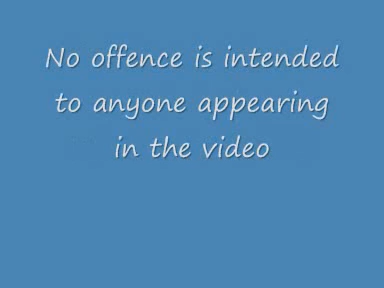 No offence is intended
to anyone appearing
in the video